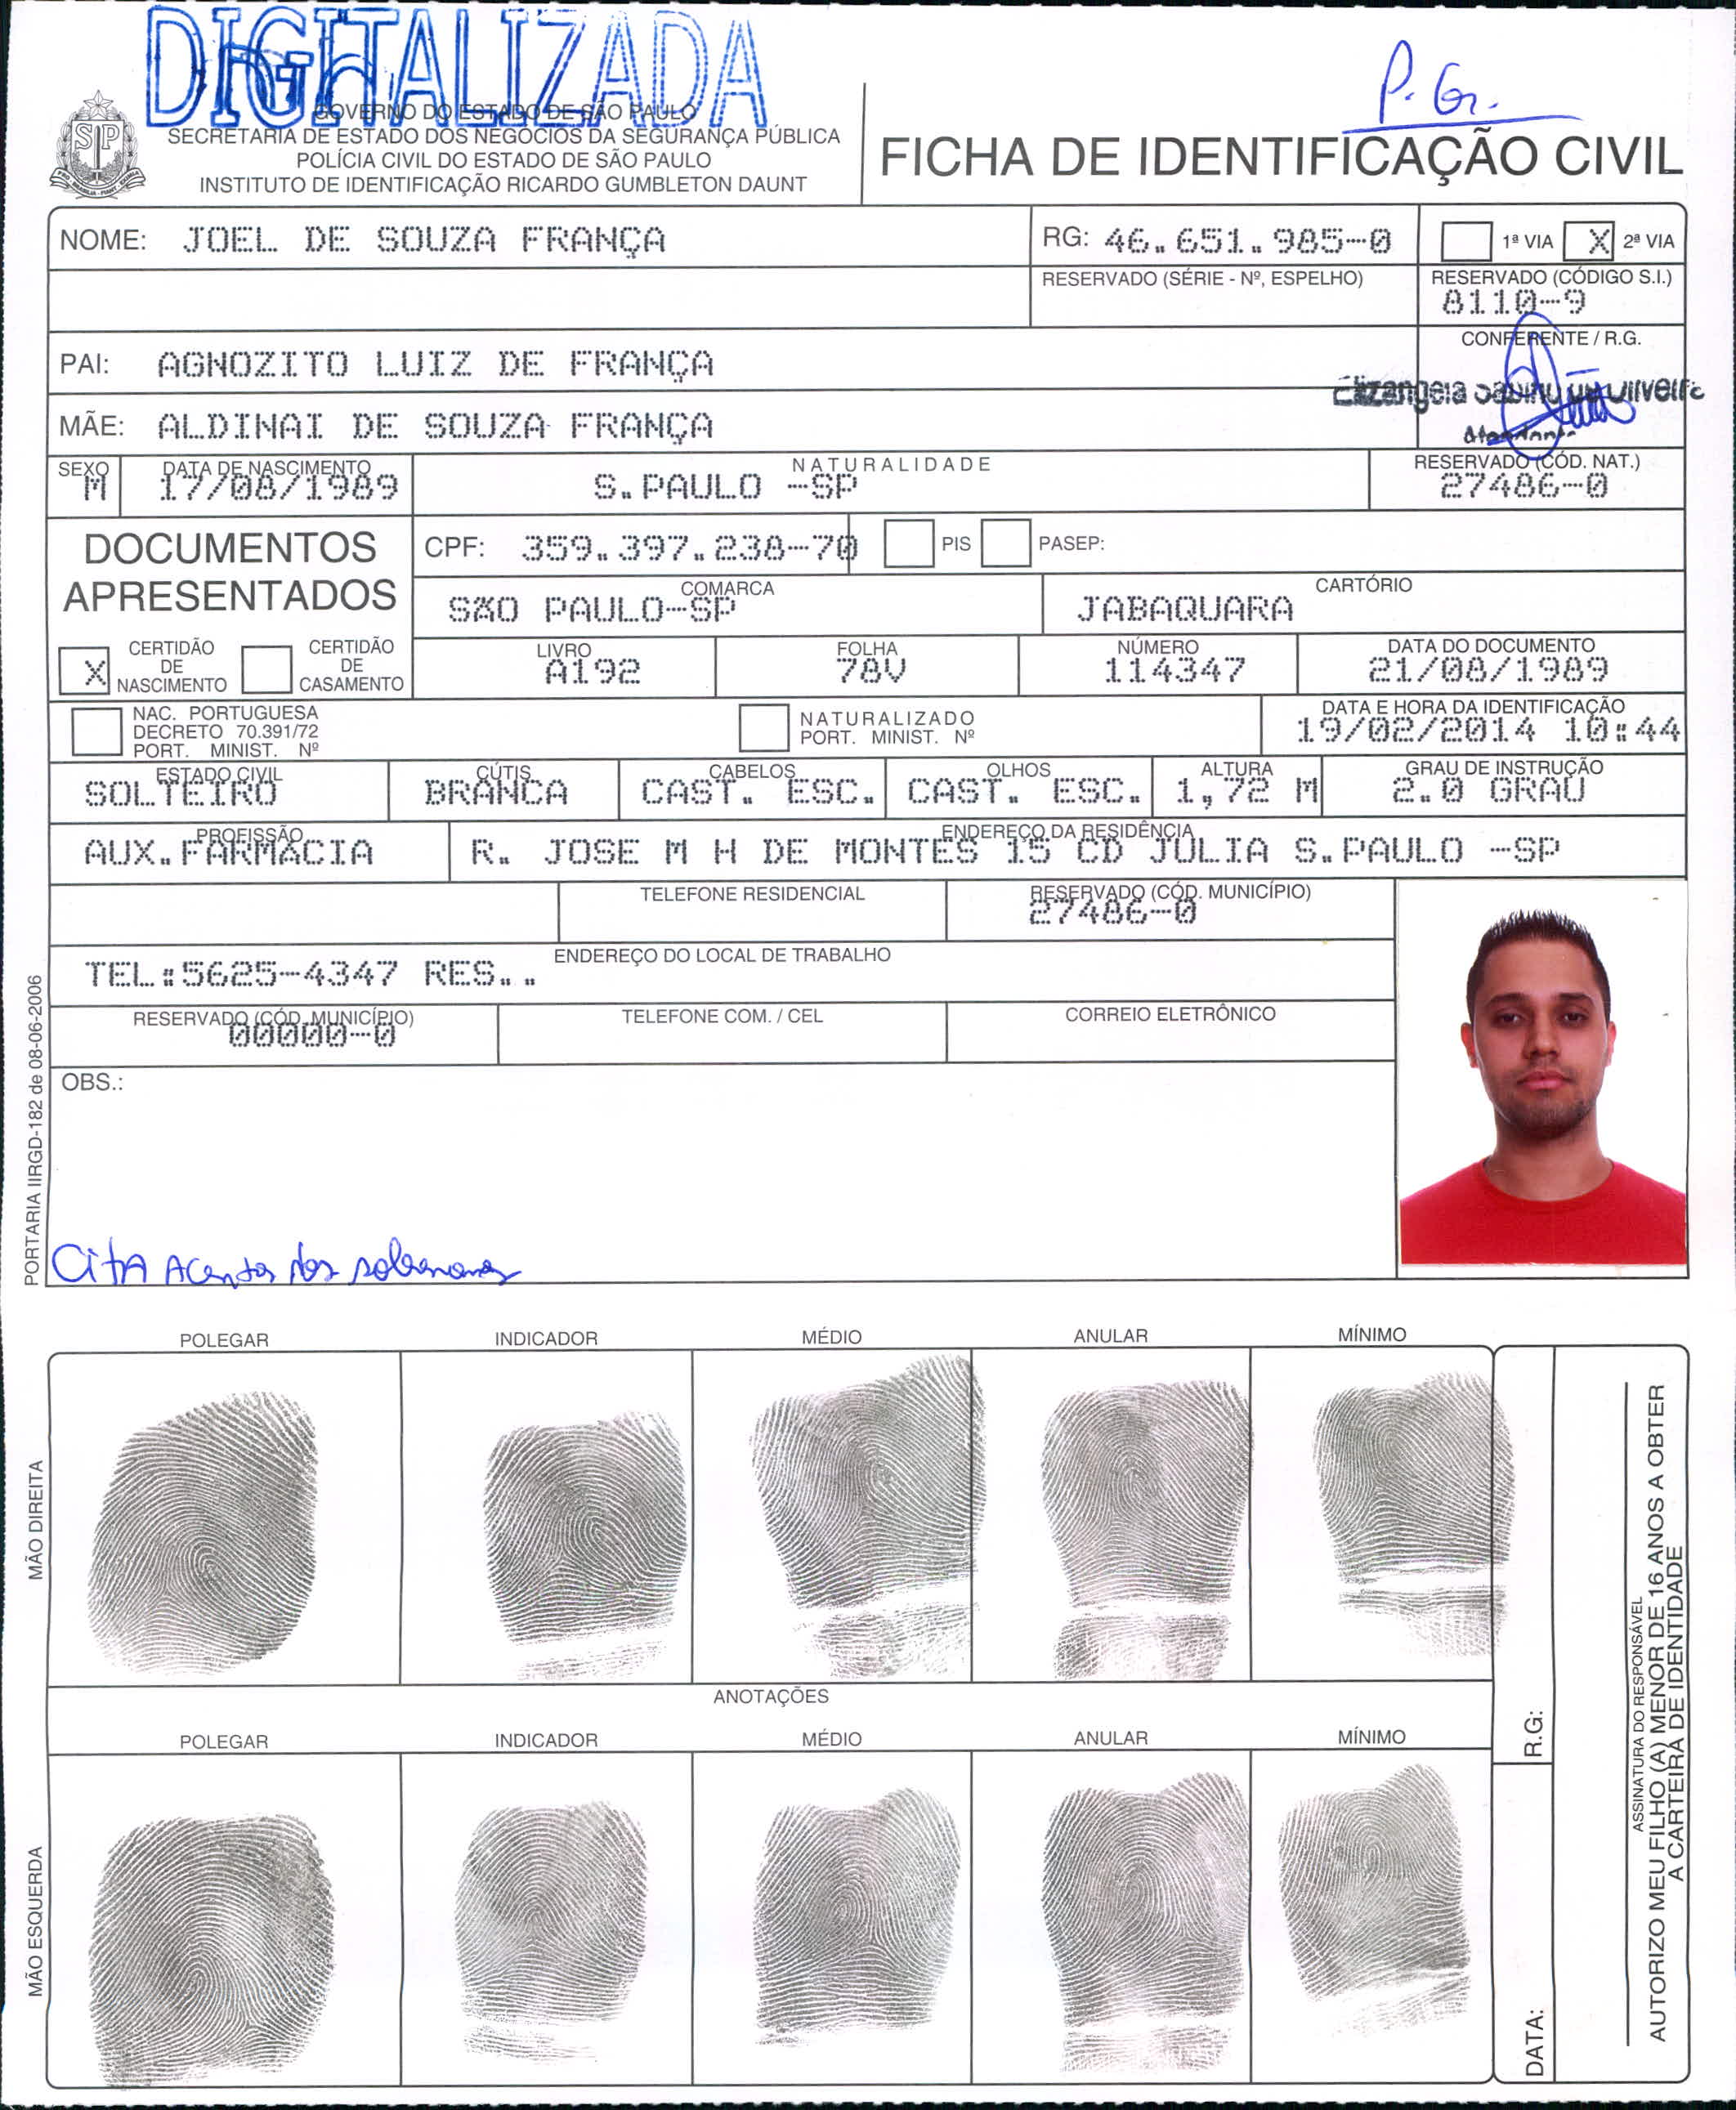 DIGITALIZADA
P. Gr.
GOVERNO DO ESTADO DE SÃO PAULO
SECRETARIA DE ESTADO DOS NEGÓCIOS DA SEGURANÇA PÚBLICA
POLÍCIA CIVIL DO ESTADO DE SÃO PAULO
INSTITUTO DE IDENTIFICAÇÃO RICARDO GUMBLETON DAUNT
FICHA DE IDENTIFICAÇÃO CIVIL
NOME: JOEL DE SOUZA FRANÇA
RG: 46.651.985-0
1ª VIA X 2ª VIA
RESERVADO (SÉRIE - Nº, ESPELHO)
RESERVADO (CÓDIGO S.I.)
8110-9
PAI: AGNOZITO LUIZ DE FRANÇA
CONFERENTE / R.G.
MÃE: ALDINAI DE SOUZA FRANÇA
Atendente
SEXO
M
DATA DE NASCIMENTO
17/08/1989
NATURALIDADE
S.PAULO -SP
RESERVADO (CÓD. NAT.)
27486-0
DOCUMENTOS
APRESENTADOS
CPF: 359.397.238-70
PIS
PASEP:
COMARCA
SÃO PAULO-SP
CARTÓRIO
JABAQUARA
X CERTIDÃO
DE
NASCIMENTO
CERTIDÃO
DE
CASAMENTO
LIVRO
A192
FOLHA
78V
NÚMERO
114347
DATA DO DOCUMENTO
21/08/1989
NAC. PORTUGUESA
DECRETO 70.391/72
PORT. MINIST. Nº
NATURALIZADO
PORT. MINIST. Nº
DATA E HORA DA IDENTIFICAÇÃO
19/02/2014 10:44
ESTADO CIVIL
SOLTEIRO
CÚTIS
BRANCA
CABELOS
CAST. ESC.
OLHOS
CAST. ESC.
ALTURA
1,72 M
GRAU DE INSTRUÇÃO
2.0 GRAU
PROFISSÃO
AUX.FARMACIA
ENDEREÇO DA RESIDÊNCIA
R. JOSE M H DE MONTES 15 CD JULIA S.PAULO -SP
TELEFONE RESIDENCIAL
RESERVADO (CÓD. MUNICÍPIO)
27486-0
ENDEREÇO DO LOCAL DE TRABALHO
TEL:5625-4347 RES..
RESERVADO (CÓD. MUNICÍPIO)
00000-0
TELEFONE COM. / CEL
CORREIO ELETRÔNICO
OBS.:
Cita Acentos nos sobrenomes
PORTARIA IIRGD-182 de 08-06-2006
POLEGAR INDICADOR MÉDIO ANULAR MÍNIMO
MÃO DIREITA
ANOTAÇÕES
POLEGAR INDICADOR MÉDIO ANULAR MÍNIMO
MÃO ESQUERDA
R.G:
DATA:
ASSINATURA DO RESPONSÁVEL
AUTORIZO MEU FILHO (A) MENOR DE 16 ANOS A OBTER
A CARTEIRA DE IDENTIDADE